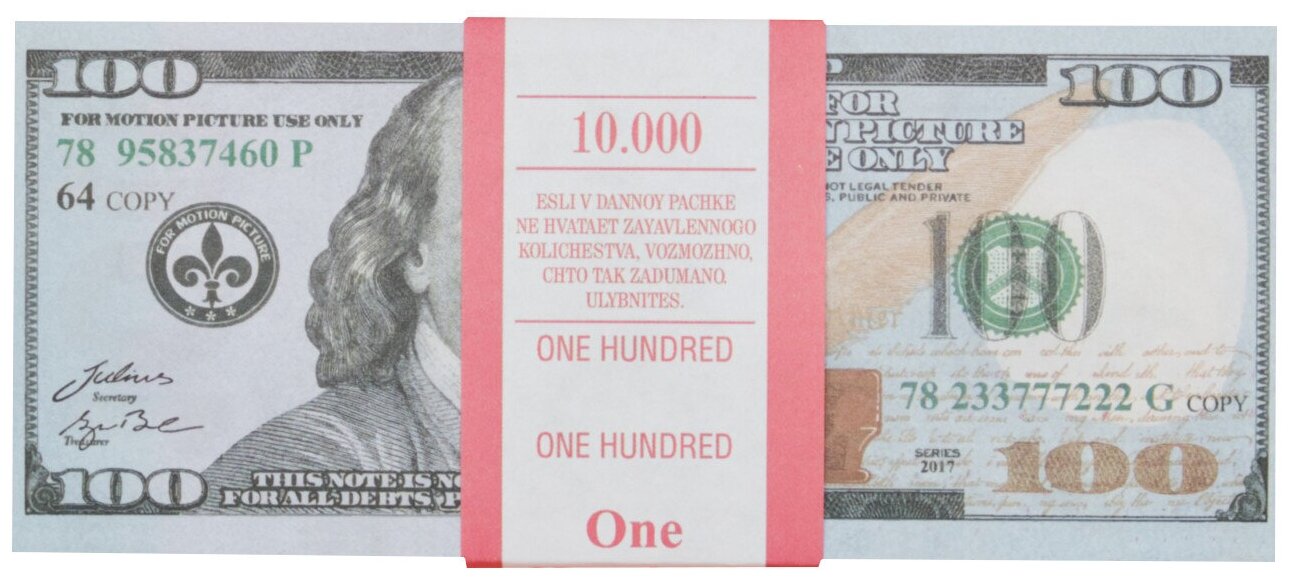 100
FOR MOTION PICTURE USE ONLY
78 95837460 P
64 COPY
FOR MOTION PICTURE
Julius
Secretary
Treasurer
100
THIS NOTE IS NO
FOR ALL DEBTS, P
10.000
ESLI V DANNOY PACHKE
NE HVATAET ZAYAVLENNOGO
KOLICHESTVA, VOZMOZHNO,
CHTO TAK ZADUMANO.
ULYBNITES.
ONE HUNDRED
ONE HUNDRED
One
100
FOR
Y PICTURE
E ONLY
NOT LEGAL TENDER
S, PUBLIC AND PRIVATE
100
78 233777222 G COPY
SERIES
2017
100